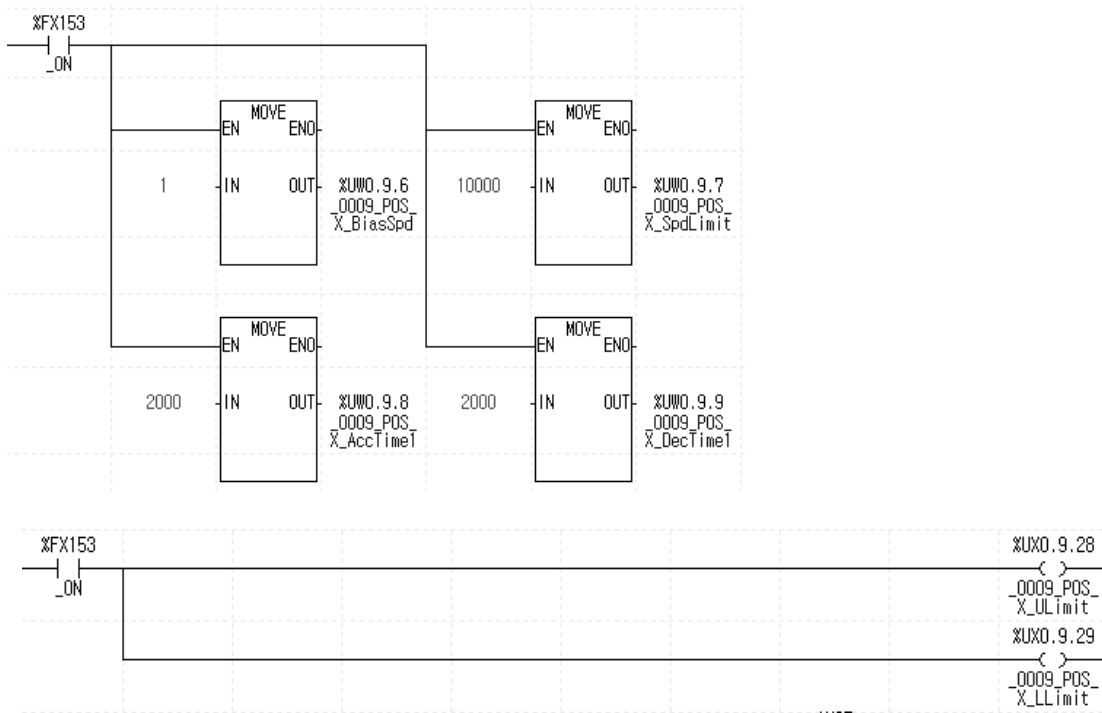 %FX153
_ON
MOVE
EN ENO
MOVE
EN ENO
1 IN OUT %UW0.9.6
_0009_POS_
X_BiasSpd
10000 IN OUT %UW0.9.7
_0009_POS_
X_SpdLimit
MOVE
EN ENO
MOVE
EN ENO
2000 IN OUT %UW0.9.8
_0009_POS_
X_AccTime1
2000 IN OUT %UW0.9.9
_0009_POS_
X_DecTime1
%FX153
_ON
%UX0.9.28
_0009_POS_
X_ULimit
%UX0.9.29
_0009_POS_
X_LLimit